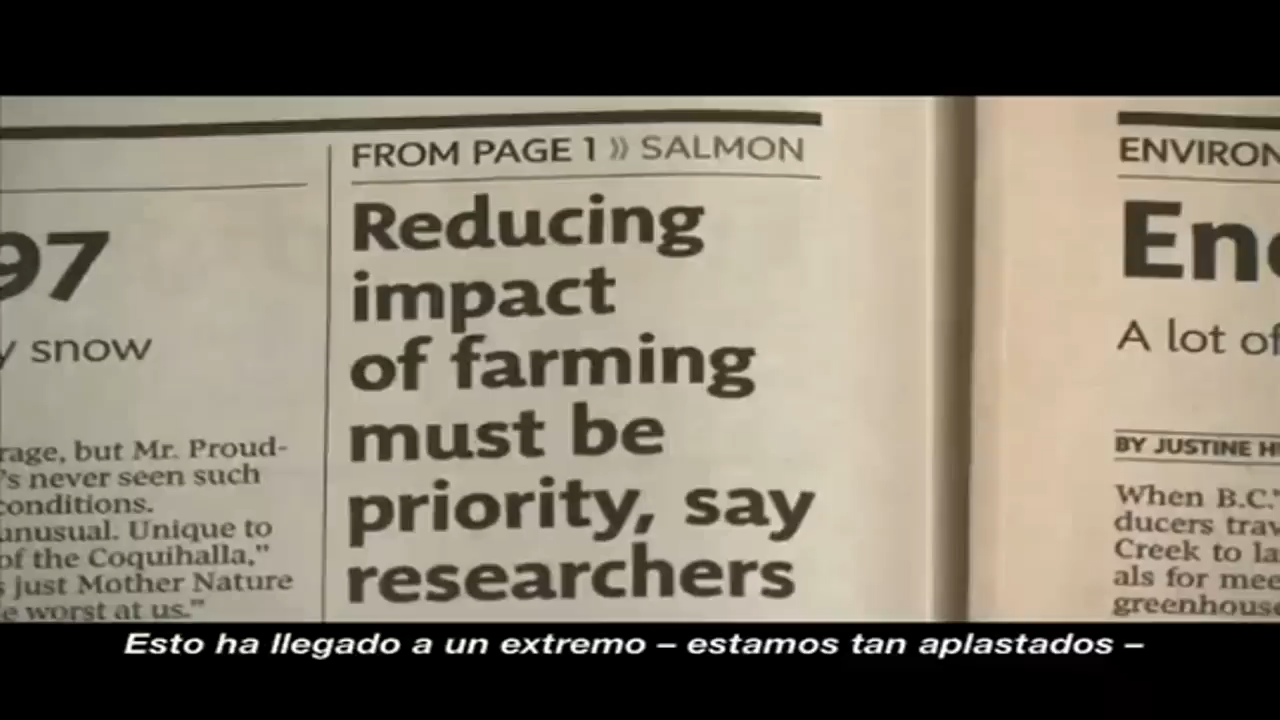 97
snow
rage, but Mr. Proud-
's never seen such
conditions.
unusual. Unique to
of the Coquihalla,"
just Mother Nature
worst at us."
FROM PAGE 1 » SALMON
Reducing
impact
of farming
must be
priority, say
researchers
ENVIRON
En
A lot of
BY JUSTINE H
When B.C.'
ducers trav
Creek to la
als for mee
greenhouse
Esto ha llegado a un extremo – estamos tan aplastados –